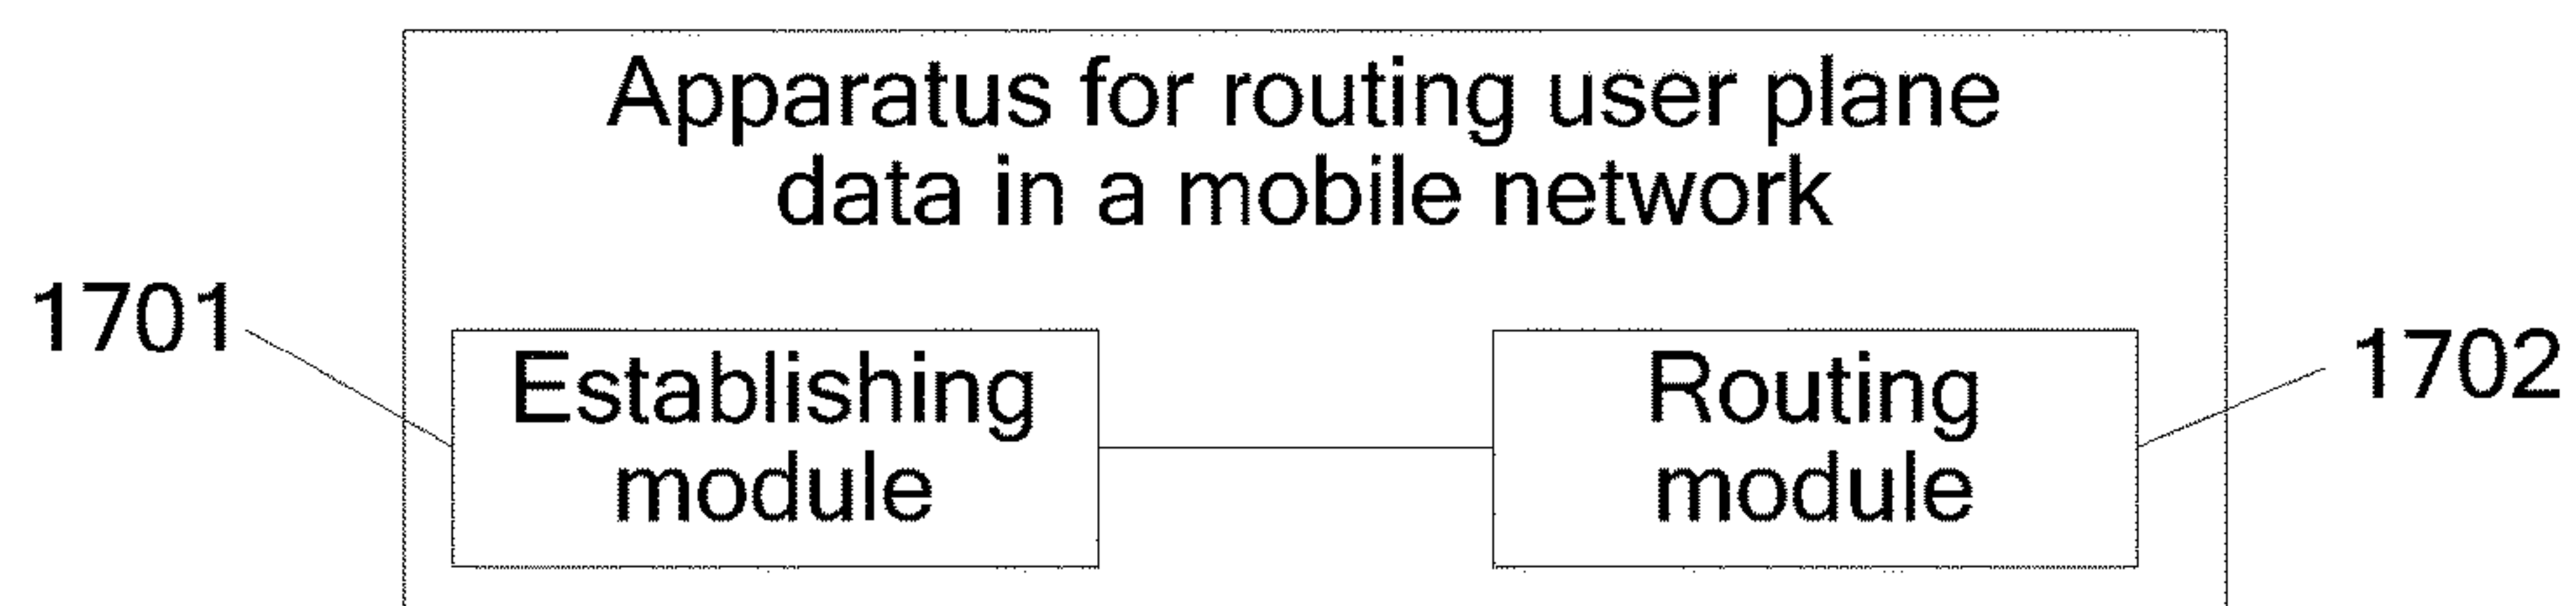 Apparatus for routing user plane
data in a mobile network
1701
Establishing
module
Routing
module
1702